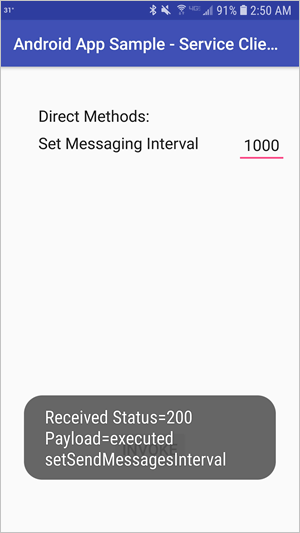 31° 91% 2:50 AM
Android App Sample - Service Clie...
Direct Methods:
Set Messaging Interval 1000
Received Status=200
Payload=executed
INVOKE
setSendMessagesInterval